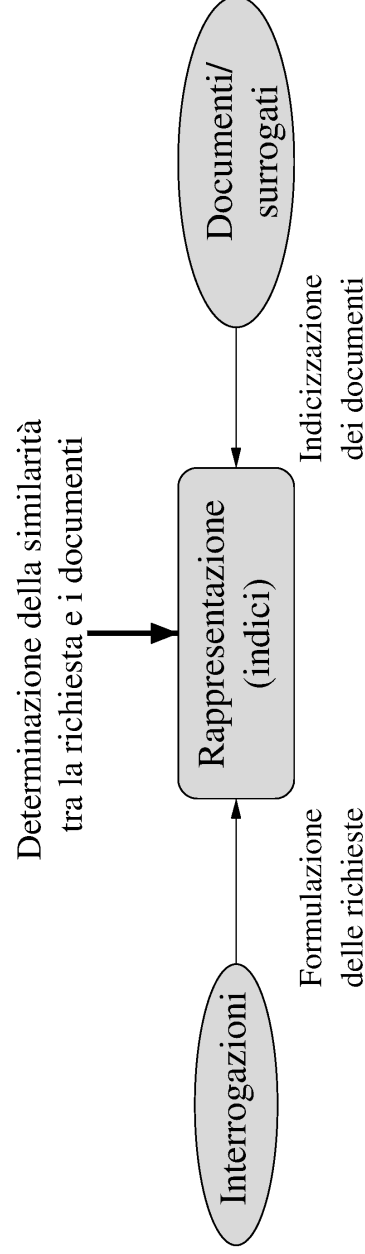 Determinazione della similarità
tra la richiesta e i documenti
Interrogazioni
Formulazione
delle richieste
Rappresentazione
(indici)
Indicizzazione
dei documenti
Documenti/
surrogati